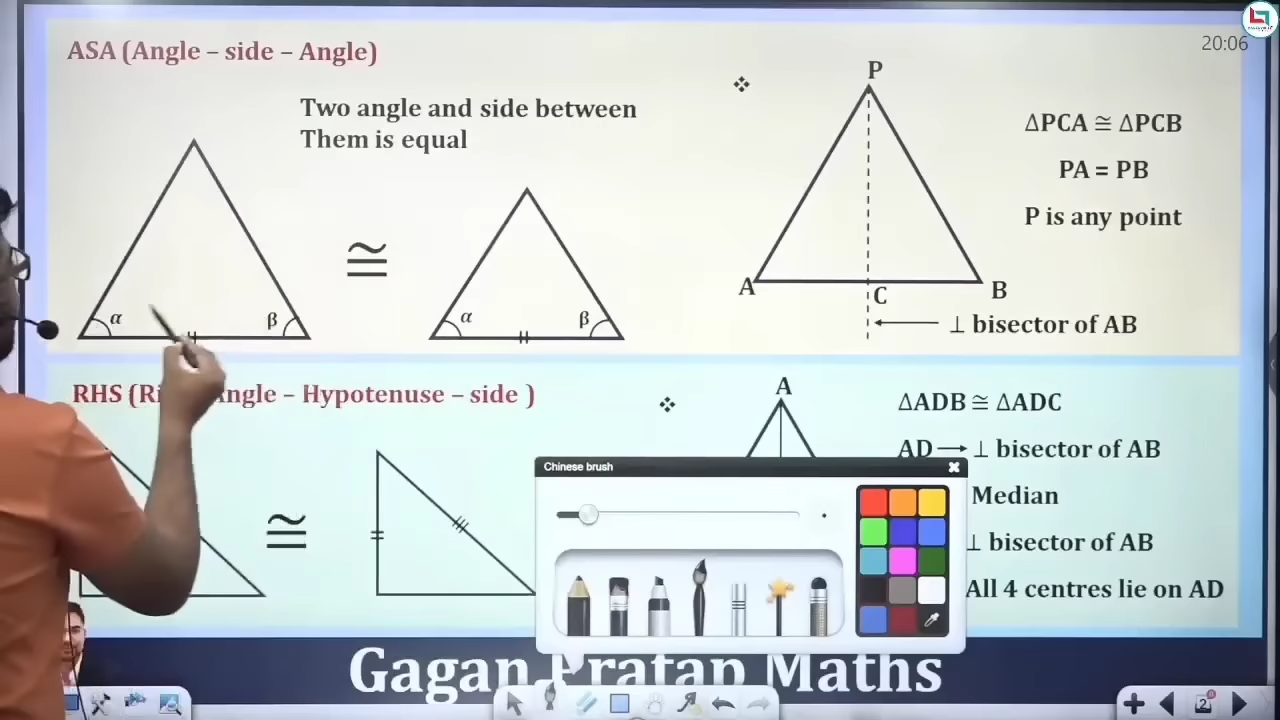 20:06
ASA (Angle – side – Angle)
Two angle and side between
Them is equal
α
β
≅
α
β
❖
P
A
C
B
⊥ bisector of AB
ΔPCA ≅ ΔPCB
PA = PB
P is any point
RHS (Ri ngle – Hypotenuse – side )
≅
❖
A
ΔADB ≅ ΔADC
AD → ⊥ bisector of AB
Median
⊥ bisector of AB
All 4 centres lie on AD
Chinese brush
Gagan Pratap Maths
2